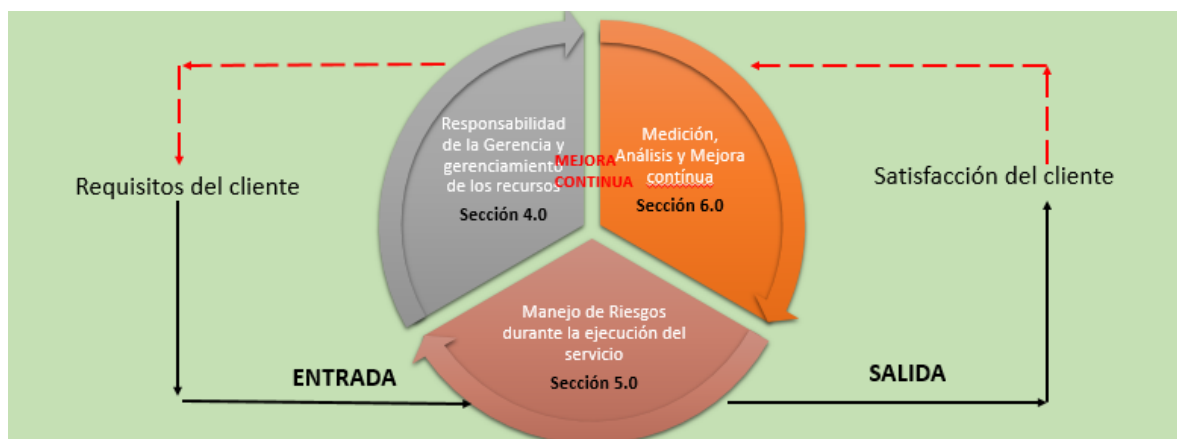 Responsabilidad
de la Gerencia y
gerenciamiento
de los recursos
Sección 4.0
MEJORA
CONTINUA
Medición,
Análisis y Mejora
contínua
Sección 6.0
Requisitos del cliente
Satisfacción del cliente
Manejo de Riesgos
durante la ejecución del
servicio
Sección 5.0
ENTRADA
SALIDA